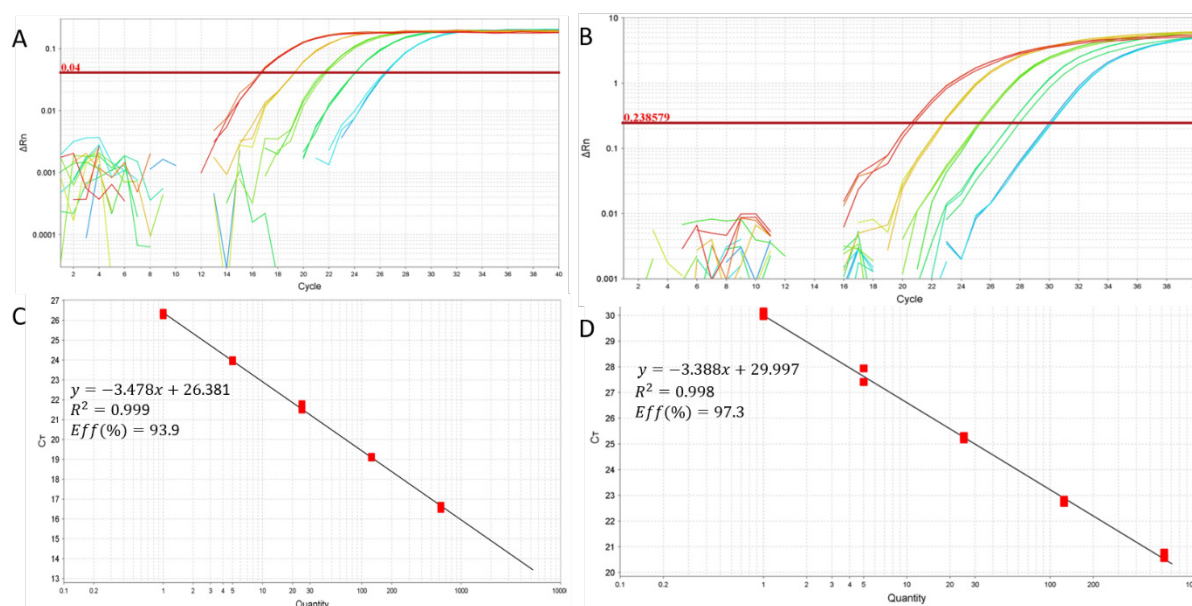 A
0.1
0.04
0.01
0.001
0.0001
ΔRn
2 4 6 8 10 12 14 16 18 20 22 24 26 28 30 32 34 36 38 40
Cycle
B
10
1
0.238579
0.1
0.01
0.001
ΔRn
2 4 6 8 10 12 14 16 18 20 22 24 26 28 30 32 34 36 38
Cycle
C
27
26
25
24
23
22
21
20
19
18
17
16
15
14
13
Cт
y = −3.478x + 26.381
R² = 0.999
Eff(%) = 93.9
0.1 0.2 1 2 3 4 5 10 20 30 100 200 1000 1000
Quantity
D
30
29
28
27
26
25
24
23
22
21
20
Cт
y = −3.388x + 29.997
R² = 0.998
Eff(%) = 97.3
0.1 0.2 1 2 3 4 5 10 20 30 100 200 100
Quantity